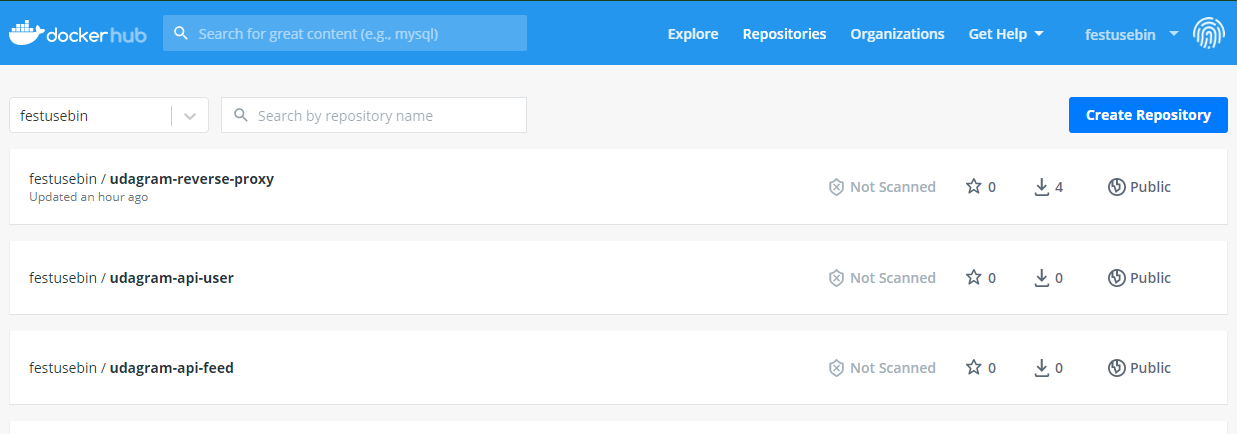 dockerhub Search for great content (e.g., mysql) Explore Repositories Organizations Get Help festusebin
festusebin Search by repository name Create Repository
festusebin / udagram-reverse-proxy Not Scanned 0 4 Public
Updated an hour ago
festusebin / udagram-api-user Not Scanned 0 0 Public
festusebin / udagram-api-feed Not Scanned 0 0 Public